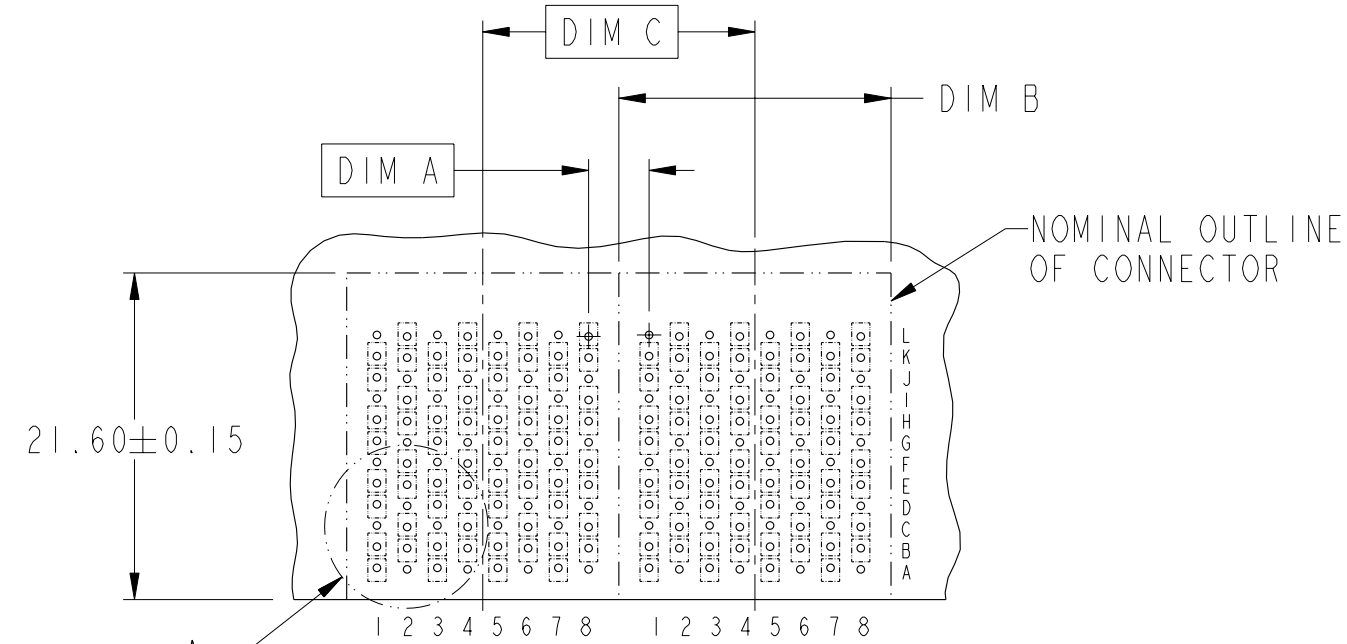 DIM C
DIM B
DIM A
NOMINAL OUTLINE
OF CONNECTOR
21.60±0.15
L
K
J
I
H
G
F
E
D
C
B
A
1 2 3 4 5 6 7 8 1 2 3 4 5 6 7 8